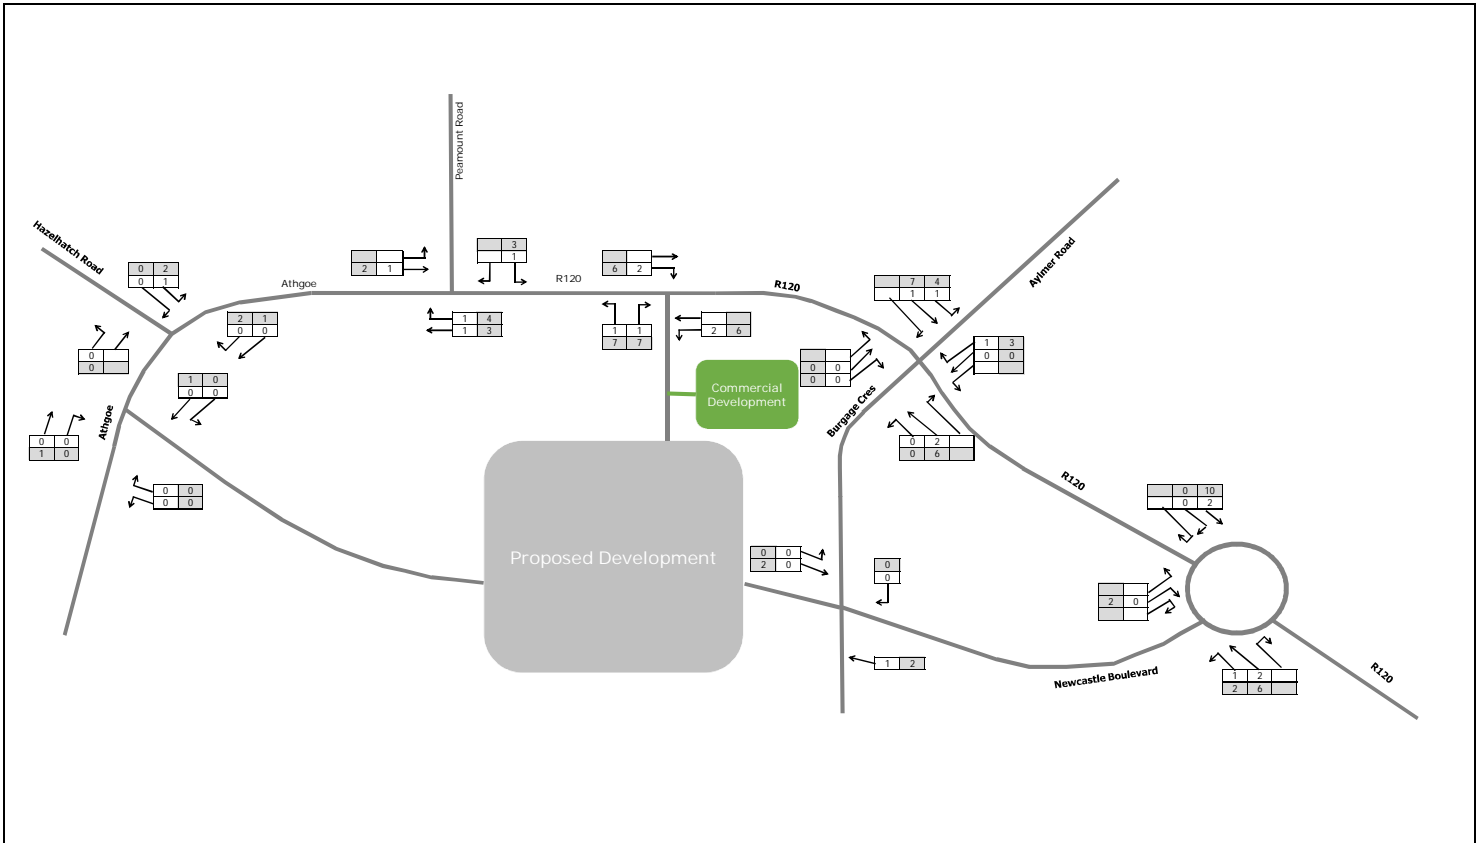 Peamount Road
Hazelhatch Road
Aylmer Road
3
1
2 1
6 2
0 2
0 1
Athgoe
R120
R120
7 4
1 1
2 1
0 0
1 4
1 3
1 1
7 7
2 6
1 3
0 0
0
0
0 0
0 0
1 0
0 0
Commercial
Development
Burgage Cres
Athgoe
0 0
1 0
0 2
0 6
R120
0 0
0 0
0 10
0 2
Proposed Development
0 0
2 0
0
0
2 0
1 2
Newcastle Boulevard
1 2
2 6
R120